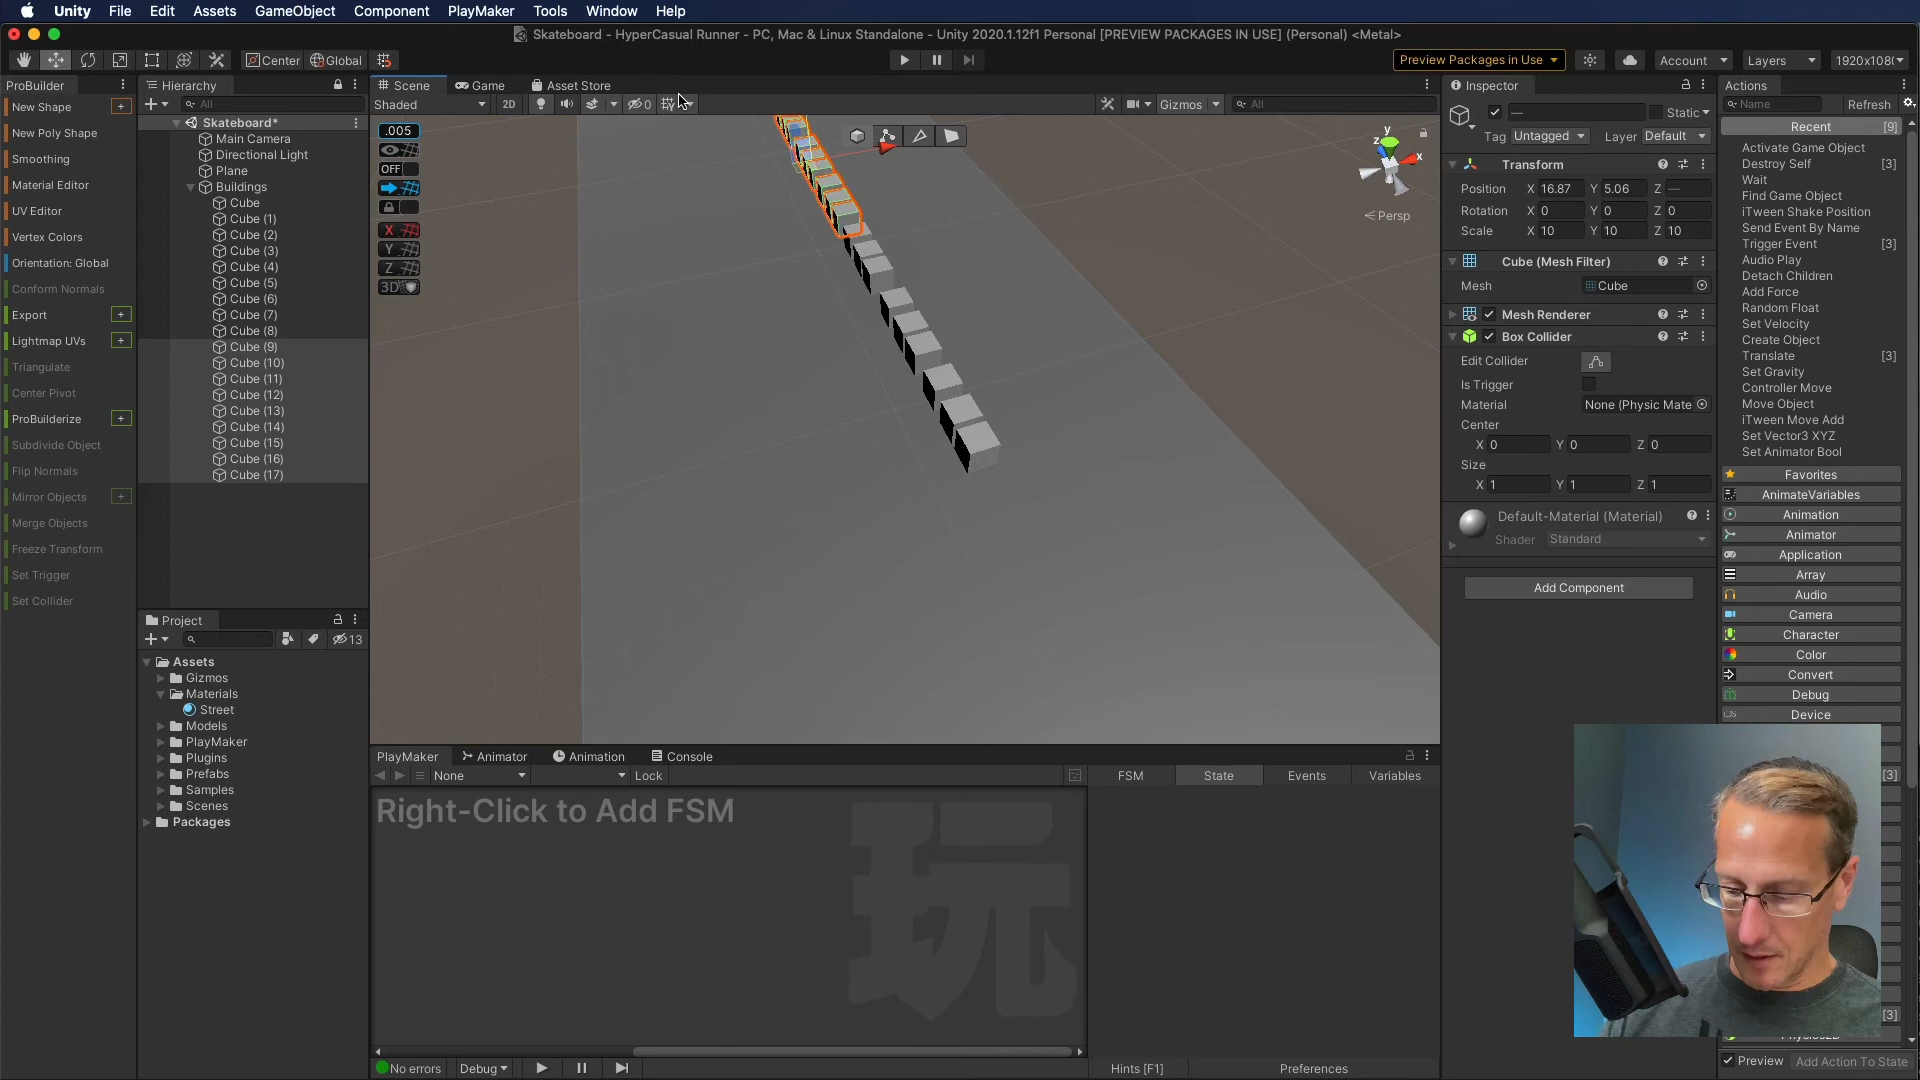 Unity File Edit Assets GameObject Component PlayMaker Tools Window Help
Skateboard - HyperCasual Runner - PC, Mac & Linux Standalone - Unity 2020.1.12f1 Personal [PREVIEW PACKAGES IN USE] (Personal) <Metal>
Center Global Preview Packages in Use Account Layers 1920x108(
ProBuilder
New Shape +
New Poly Shape
Smoothing
Material Editor
UV Editor
Vertex Colors
Orientation: Global
Conform Normals
Export +
Lightmap UVs +
Triangulate
Center Pivot
ProBuilderize +
Subdivide Object
Flip Normals
Mirror Objects +
Merge Objects
Freeze Transform
Set Trigger
Set Collider
Hierarchy
All
Skateboard*
Main Camera
Directional Light
Plane
Buildings
Cube
Cube (1)
Cube (2)
Cube (3)
Cube (4)
Cube (5)
Cube (6)
Cube (7)
Cube (8)
Cube (9)
Cube (10)
Cube (11)
Cube (12)
Cube (13)
Cube (14)
Cube (15)
Cube (16)
Cube (17)
Project
13
Assets
Gizmos
Materials
Street
Models
PlayMaker
Plugins
Prefabs
Samples
Scenes
Packages
Scene Game Asset Store
Shaded 2D 0 Gizmos All
.005
OFF
X
Y
Z
3D
y
z x
Persp
PlayMaker Animator Animation Console
None Lock FSM State Events Variables
Right-Click to Add FSM
玩
No errors Debug Hints [F1] Preferences
Inspector
— Static
Tag Untagged Layer Default
Transform
Position X 16.87 Y 5.06 Z —
Rotation X 0 Y 0 Z 0
Scale X 10 Y 10 Z 10
Cube (Mesh Filter)
Mesh Cube
Mesh Renderer
Box Collider
Edit Collider
Is Trigger
Material None (Physic Mate
Center
X 0 Y 0 Z 0
Size
X 1 Y 1 Z 1
Default-Material (Material)
Shader Standard
Add Component
Actions
Name Refresh
Recent [9]
Activate Game Object
Destroy Self [3]
Wait
Find Game Object
iTween Shake Position
Send Event By Name
Trigger Event [3]
Audio Play
Detach Children
Add Force
Random Float
Set Velocity
Create Object
Translate [3]
Set Gravity
Controller Move
Move Object
iTween Move Add
Set Vector3 XYZ
Set Animator Bool
Favorites
AnimateVariables
Animation
Animator
Application
Array
Audio
Camera
Character
Color
Convert
Debug
iOS Device
[3]
[3]
Preview Add Action To State